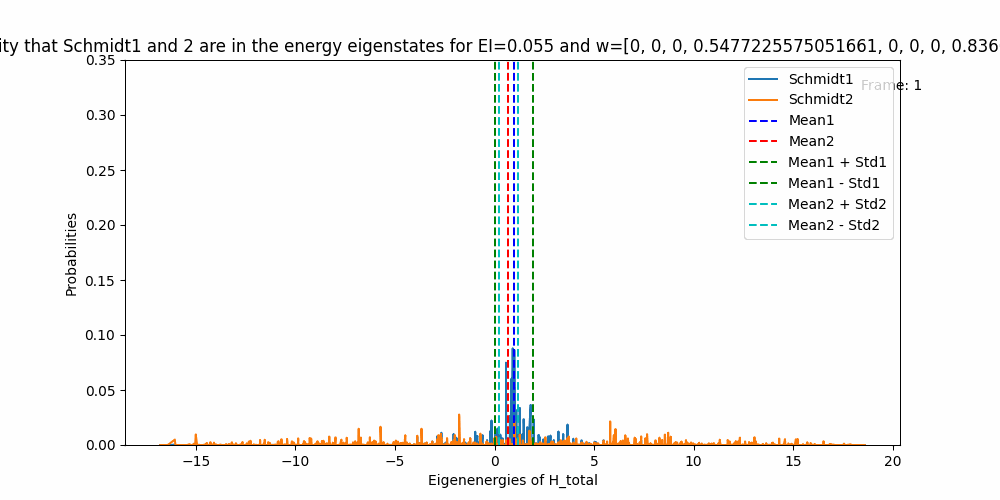 ity that Schmidt1 and 2 are in the energy eigenstates for EI=0.055 and w=[0, 0, 0, 0.5477225575051661, 0, 0, 0, 0.836
Frame: 1
Schmidt1
Schmidt2
Mean1
Mean2
Mean1 + Std1
Mean1 - Std1
Mean2 + Std2
Mean2 - Std2
Probabilities
0.35
0.30
0.25
0.20
0.15
0.10
0.05
0.00
−15
−10
−5
0
5
10
15
20
Eigenenergies of H_total